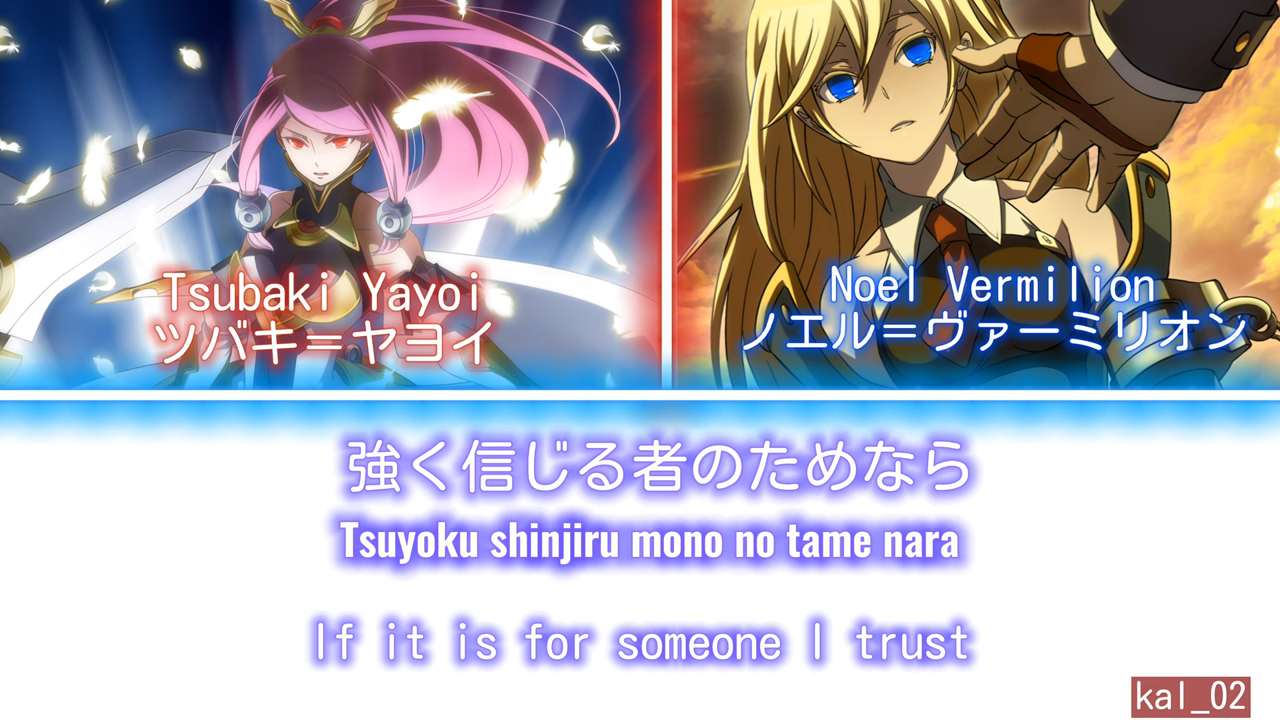 Tsubaki Yayoi
ツバキ＝ヤヨイ
Noel Vermilion
ノエル＝ヴァーミリオン
強く信じる者のためなら
Tsuyoku shinjiru mono no tame nara
If it is for someone I trust
kal_02